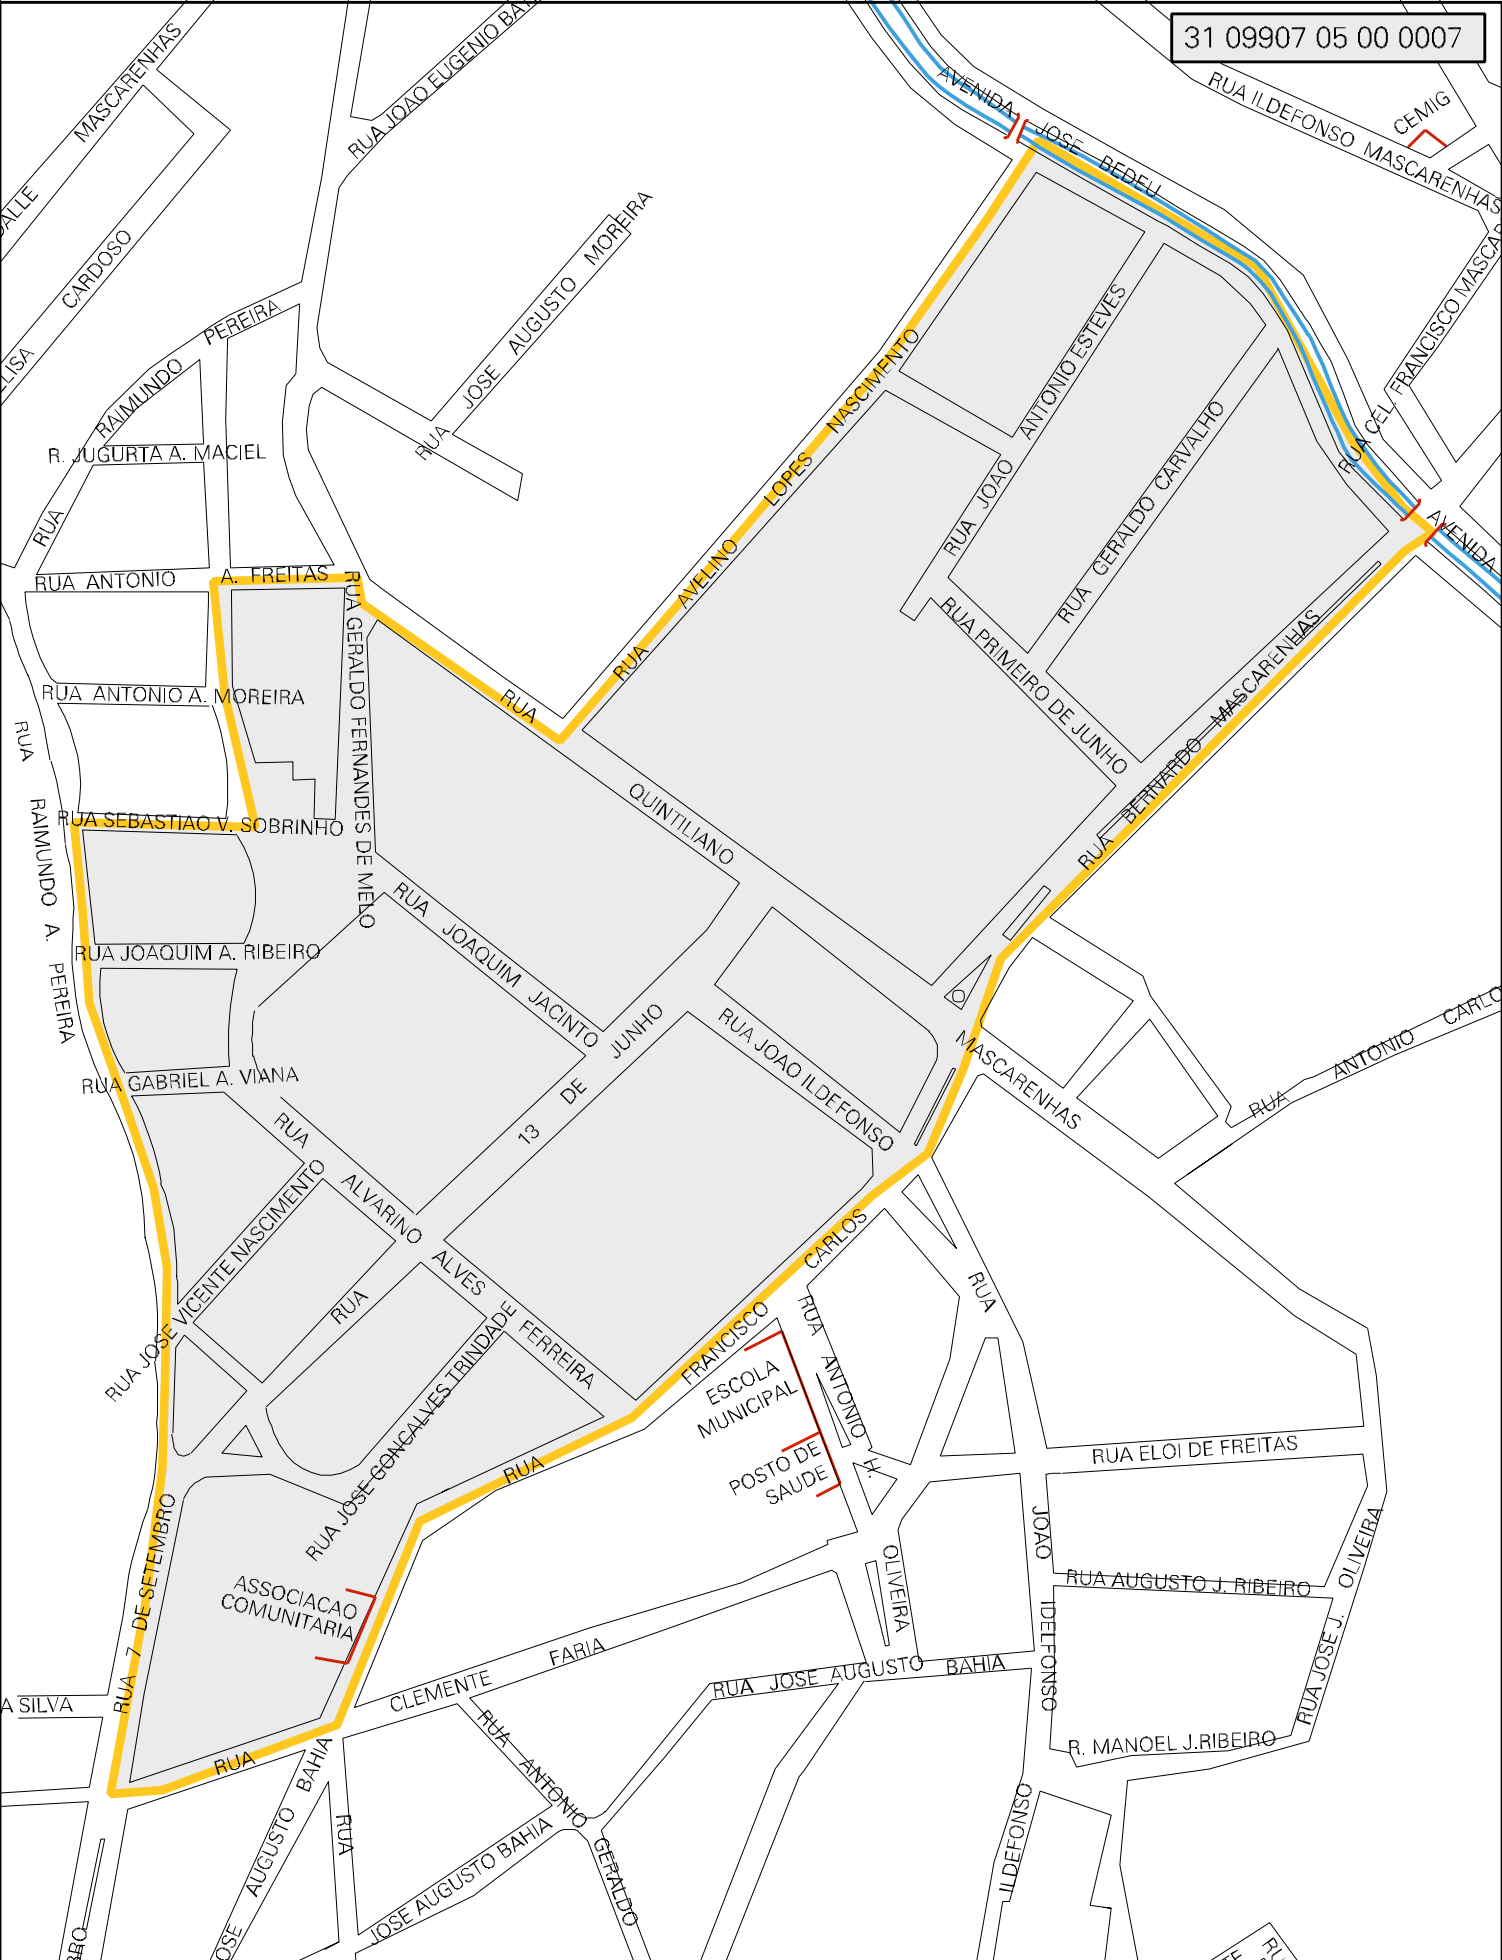 31 09907 05 00 0007
MASCARENHAS
RUA JOAO EUGENIO
AVENIDA
JOSE BEDEU
RUA ILDEFONSO MASCARENHAS
CEMIG
CARDOSO
RUA JOSE AUGUSTO MOREIRA
RUA CEL. FRANCISCO
RUA RAIMUNDO PEREIRA
R. JUGURTA A. MACIEL
RUA ANTONIO A. FREITAS
RUA ANTONIO A. MOREIRA
RUA GERALDO FERNANDES DE MELO
RUA AVELINO LOPES NASCIMENTO
RUA JOAO ANTONIO ESTEVES
RUA GERALDO CARVALHO
RUA PRIMEIRO DE JUNHO
RUA BERNARDO MASCARENHAS
AVENIDA
RUA QUINTILIANO
MASCARENHAS
RUA SEBASTIAO V. SOBRINHO
RUA RAIMUNDO A. PEREIRA
RUA JOAQUIM A. RIBEIRO
RUA JOAQUIM JACINTO
RUA 13 DE JUNHO
RUA JOAO ILDEFONSO
RUA ANTONIO
RUA GABRIEL A. VIANA
RUA ALVARINO ALVES FERREIRA
RUA JOSE VICENTE NASCIMENTO
RUA JOSE GONCALVES TRINDADE
RUA FRANCISCO CARLOS
ESCOLA
MUNICIPAL
POSTO DE
SAUDE
RUA ANTONIO H. OLIVEIRA
RUA JOAO IDELFONSO
RUA ELOI DE FREITAS
RUA AUGUSTO J. RIBEIRO
RUA JOSE J. OLIVEIRA
R. MANOEL J.RIBEIRO
RUA 7 DE SETEMBRO
ASSOCIACAO
COMUNITARIA
A SILVA
RUA CLEMENTE FARIA
RUA JOSE AUGUSTO BAHIA
RUA ANTONIO GERALDO
AUGUSTO BAHIA
RUA
JOSE AUGUSTO BAHIA
ILDEFONSO